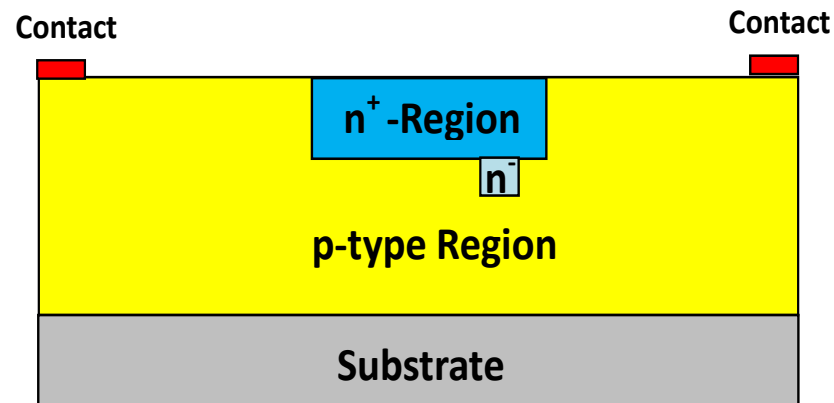 Contact
Contact
n⁺ -Region
n⁻
p-type Region
Substrate